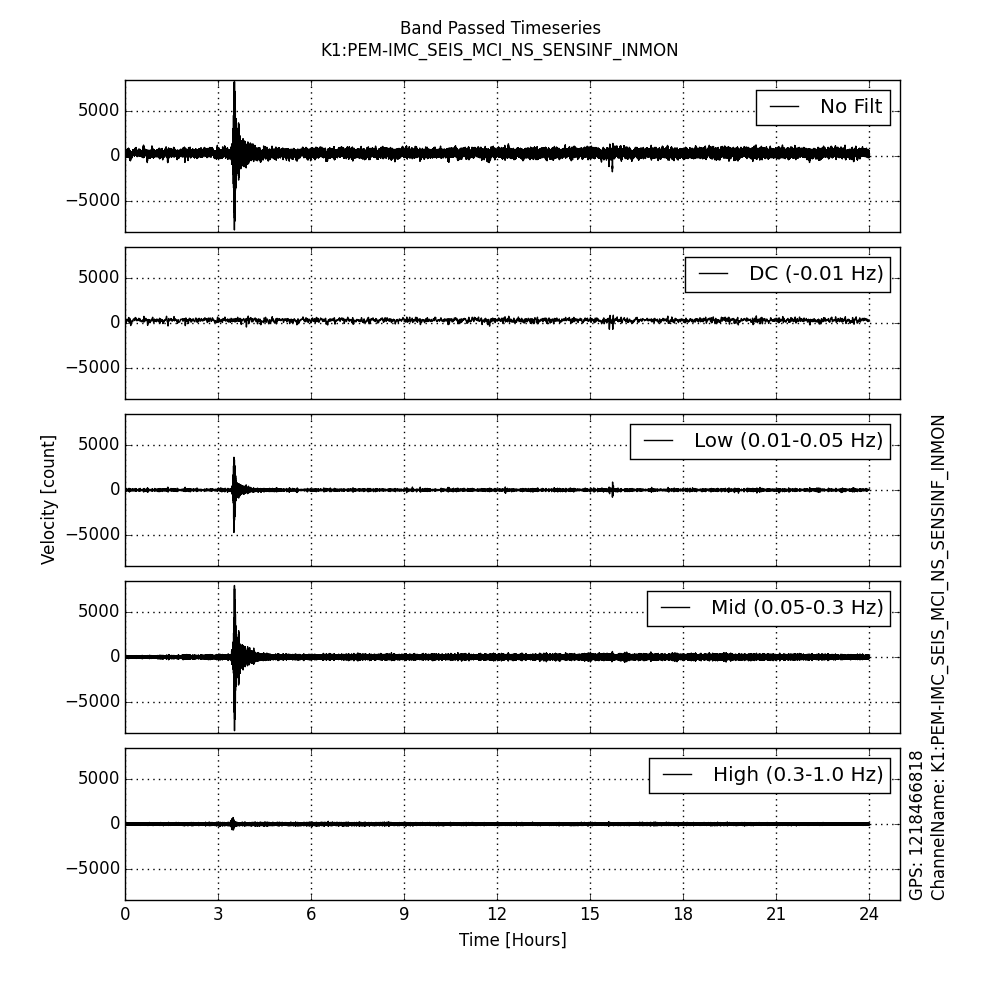 Band Passed Timeseries
K1:PEM-IMC_SEIS_MCI_NS_SENSINF_INMON
5000
0
−5000
No Filt
5000
0
−5000
DC (-0.01 Hz)
5000
0
−5000
Low (0.01-0.05 Hz)
5000
0
−5000
Mid (0.05-0.3 Hz)
5000
0
−5000
High (0.3-1.0 Hz)
0 3 6 9 12 15 18 21 24
Time [Hours]
Velocity [count]
GPS: 1218466818
ChannelName: K1:PEM-IMC_SEIS_MCI_NS_SENSINF_INMON